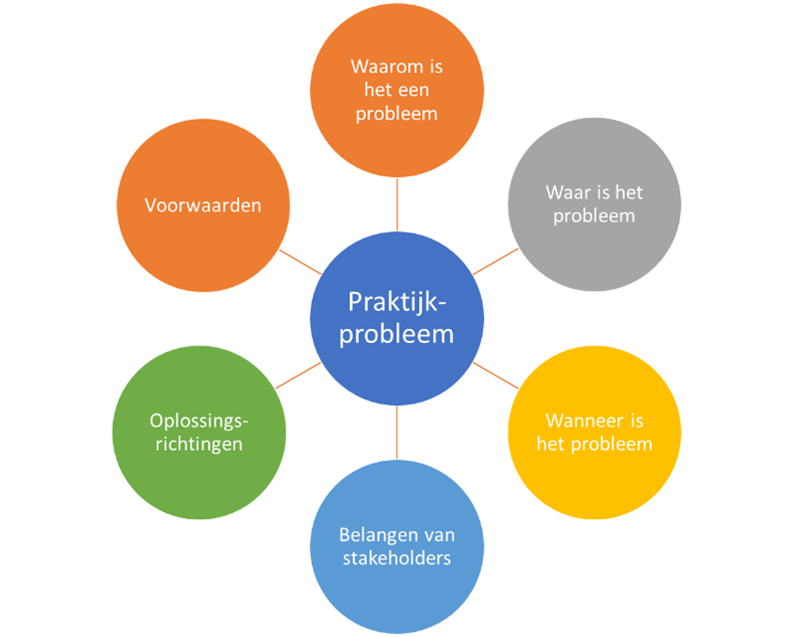 Waarom is
het een
probleem
Waar is het
probleem
Wanneer is
het probleem
Belangen van
stakeholders
Oplossings-
richtingen
Voorwaarden
Praktijk-
probleem